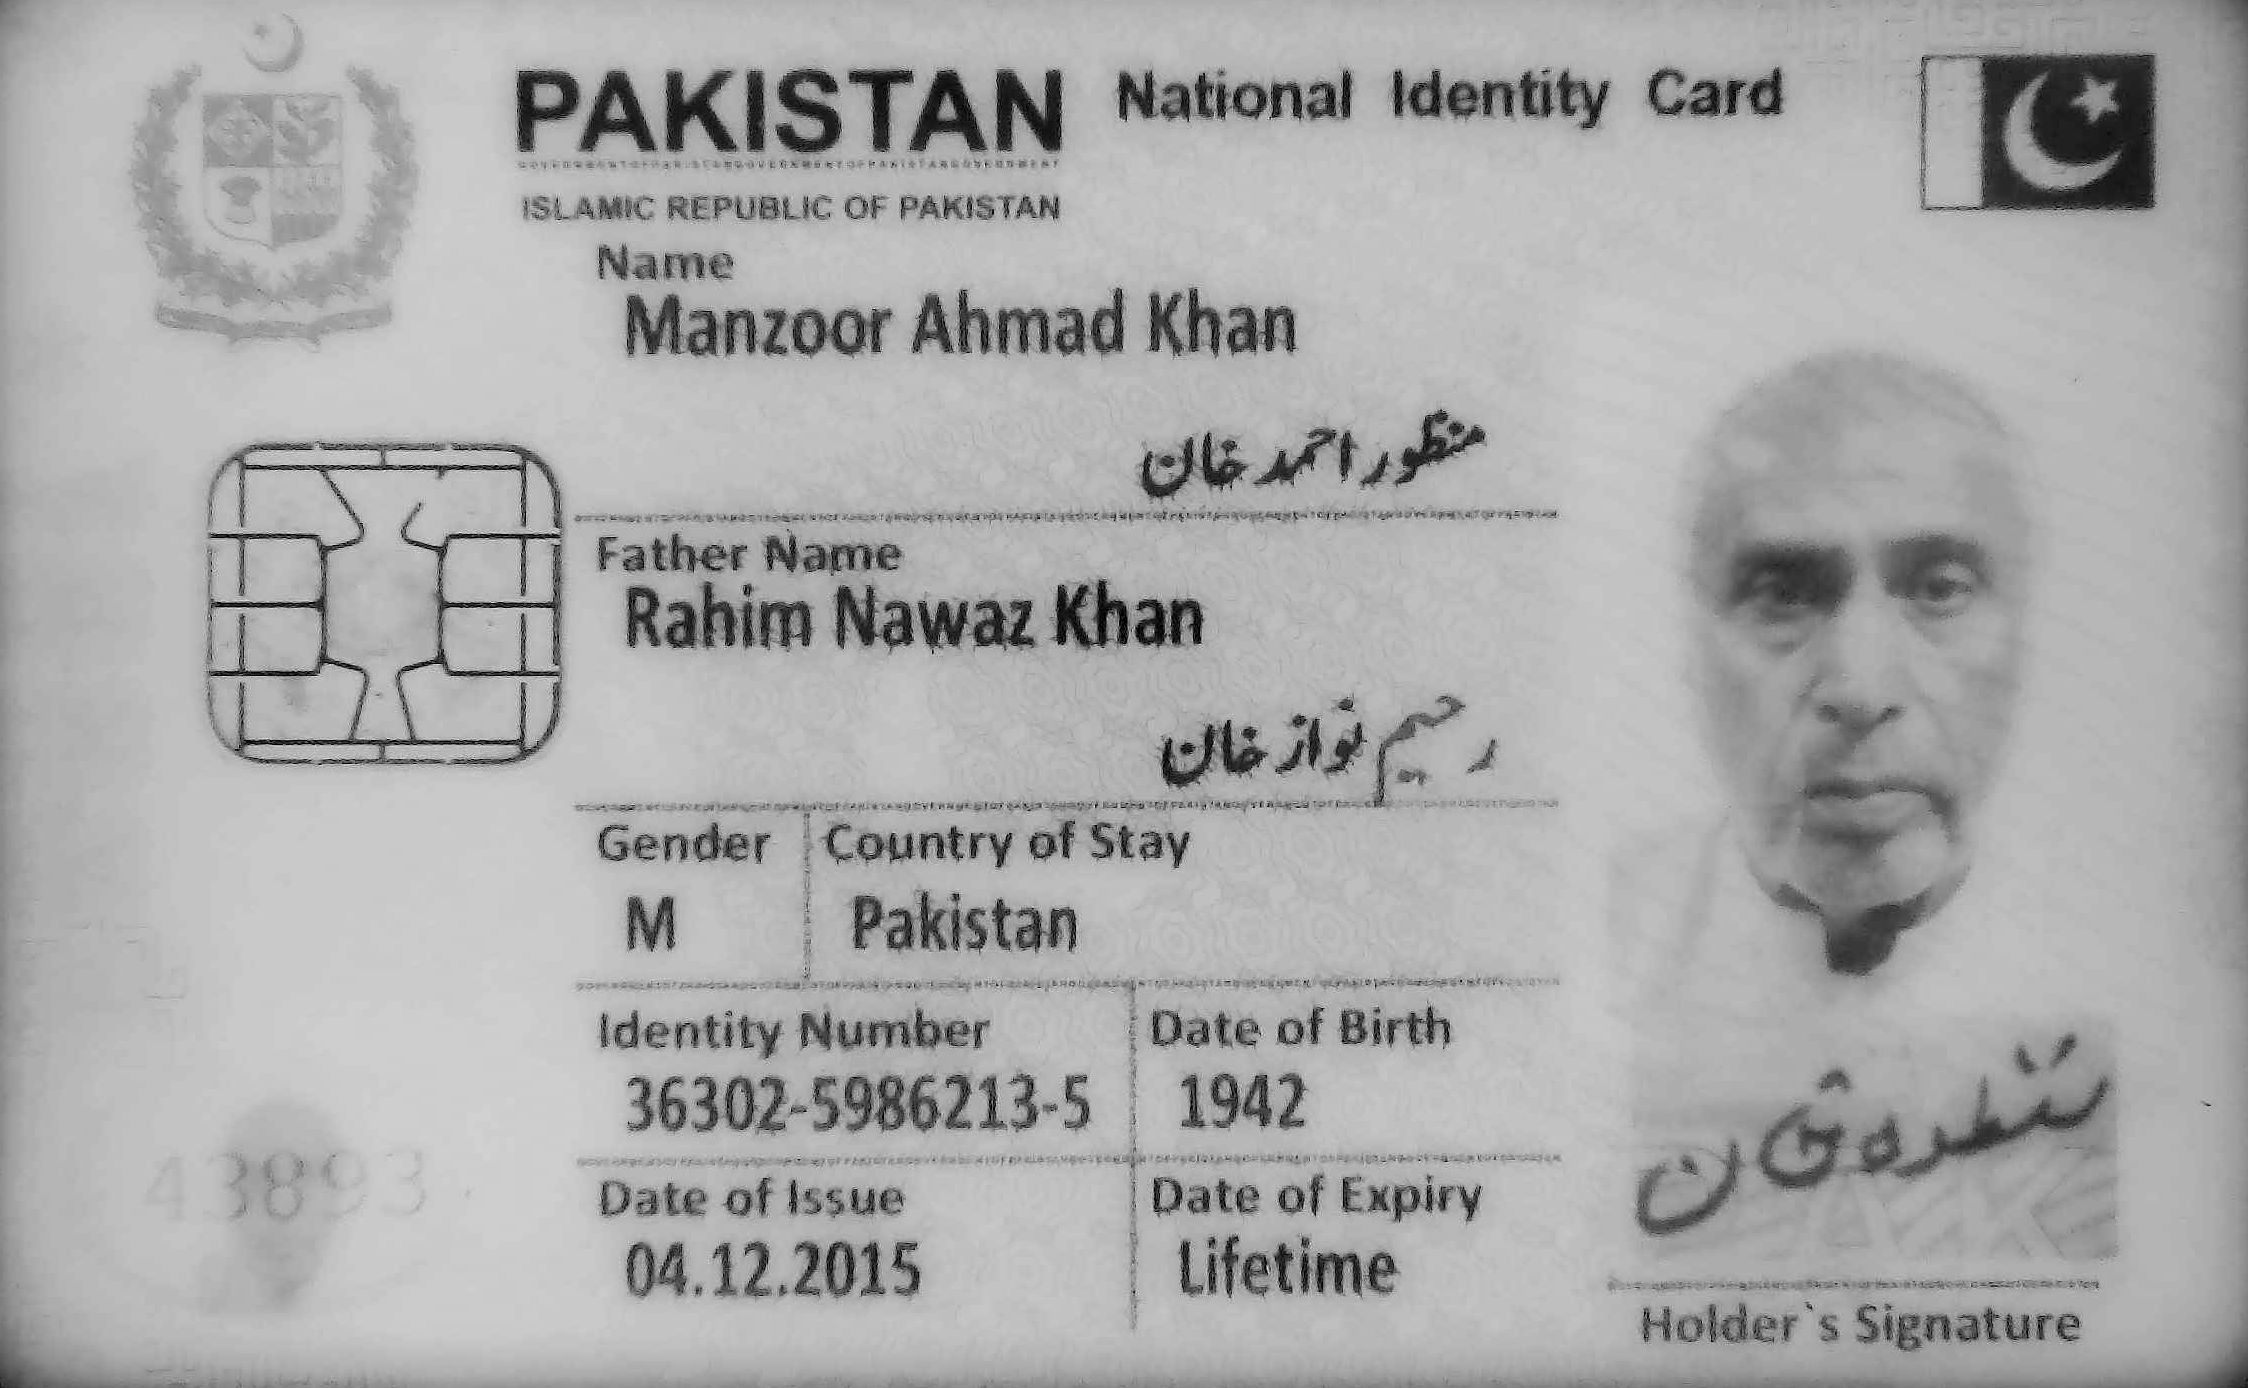 PAKISTAN National Identity Card
ISLAMIC REPUBLIC OF PAKISTAN
Name
Manzoor Ahmad Khan
منظور احمد خان
Father Name
Rahim Nawaz Khan
رحیم نواز خان
Gender Country of Stay
M Pakistan
Identity Number Date of Birth
36302-5986213-5 1942
43893
Date of Issue Date of Expiry
04.12.2015 Lifetime
Holder`s Signature